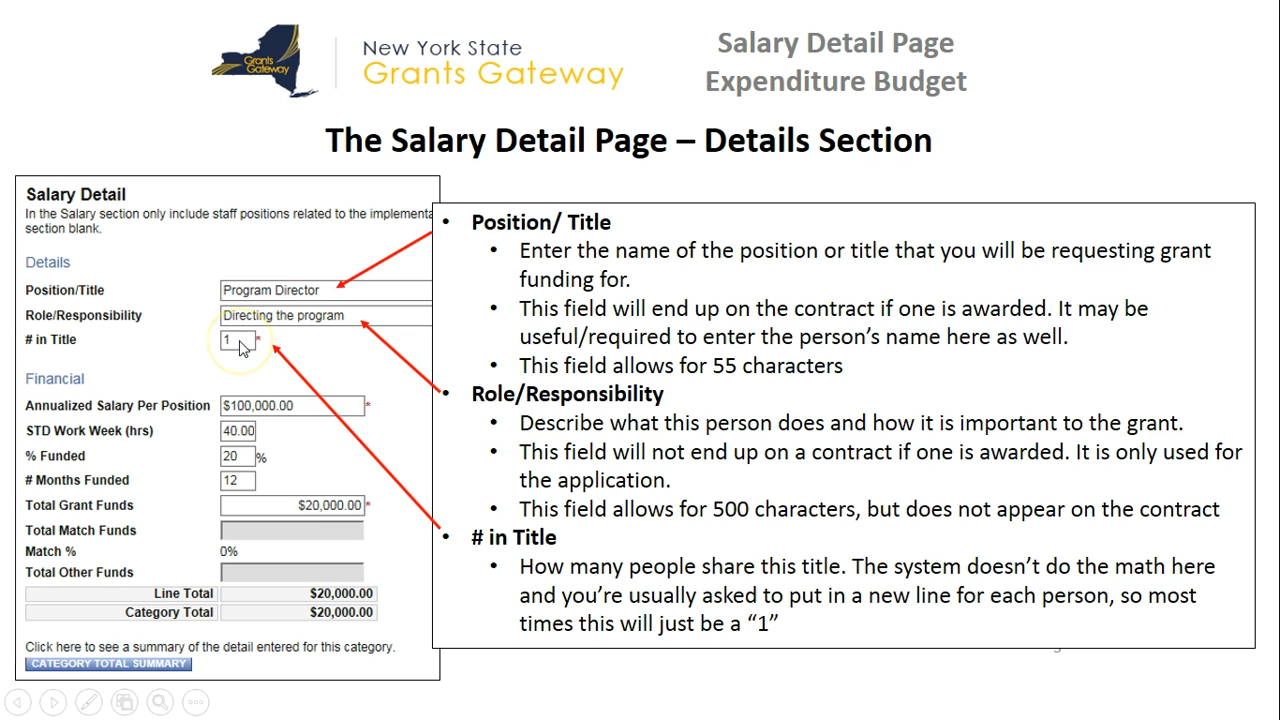 Grants
Gateway
New York State
Grants Gateway
Salary Detail Page
Expenditure Budget
The Salary Detail Page – Details Section
Salary Detail
In the Salary section only include staff positions related to the implementa
section blank.
Details
Position/Title Program Director
Role/Responsibility Directing the program
# in Title 1 *
Financial
Annualized Salary Per Position $100,000.00 *
STD Work Week (hrs) 40.00
% Funded 20 %
# Months Funded 12
Total Grant Funds $20,000.00 *
Total Match Funds
Match % 0%
Total Other Funds
Line Total $20,000.00
Category Total $20,000.00
Click here to see a summary of the detail entered for this category.
CATEGORY TOTAL SUMMARY
• Position/ Title
• Enter the name of the position or title that you will be requesting grant
funding for.
• This field will end up on the contract if one is awarded. It may be
useful/required to enter the person’s name here as well.
• This field allows for 55 characters
• Role/Responsibility
• Describe what this person does and how it is important to the grant.
• This field will not end up on a contract if one is awarded. It is only used for
the application.
• This field allows for 500 characters, but does not appear on the contract
• # in Title
• How many people share this title. The system doesn’t do the math here
and you’re usually asked to put in a new line for each person, so most
times this will just be a “1”